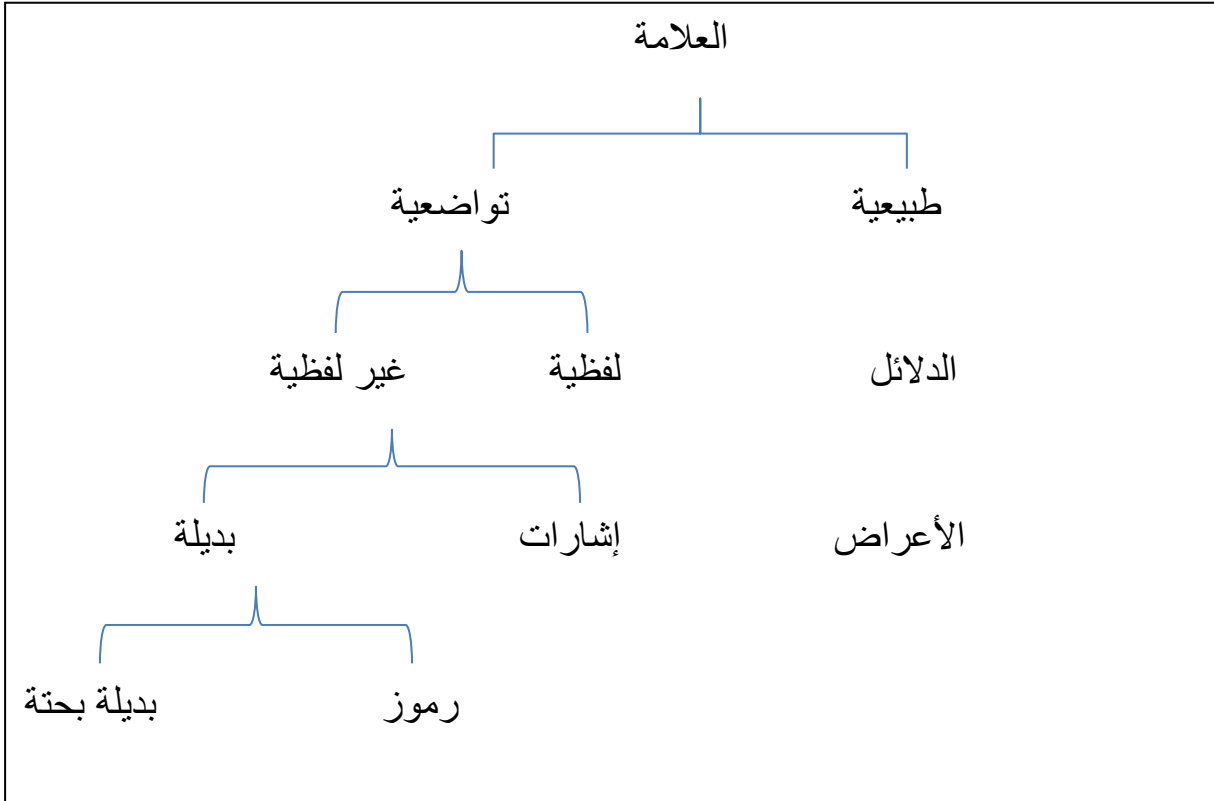 العلامة
طبيعية تواضعية
الدلائل لفظية غير لفظية
الأعراض إشارات بديلة
رموز بديلة بحتة